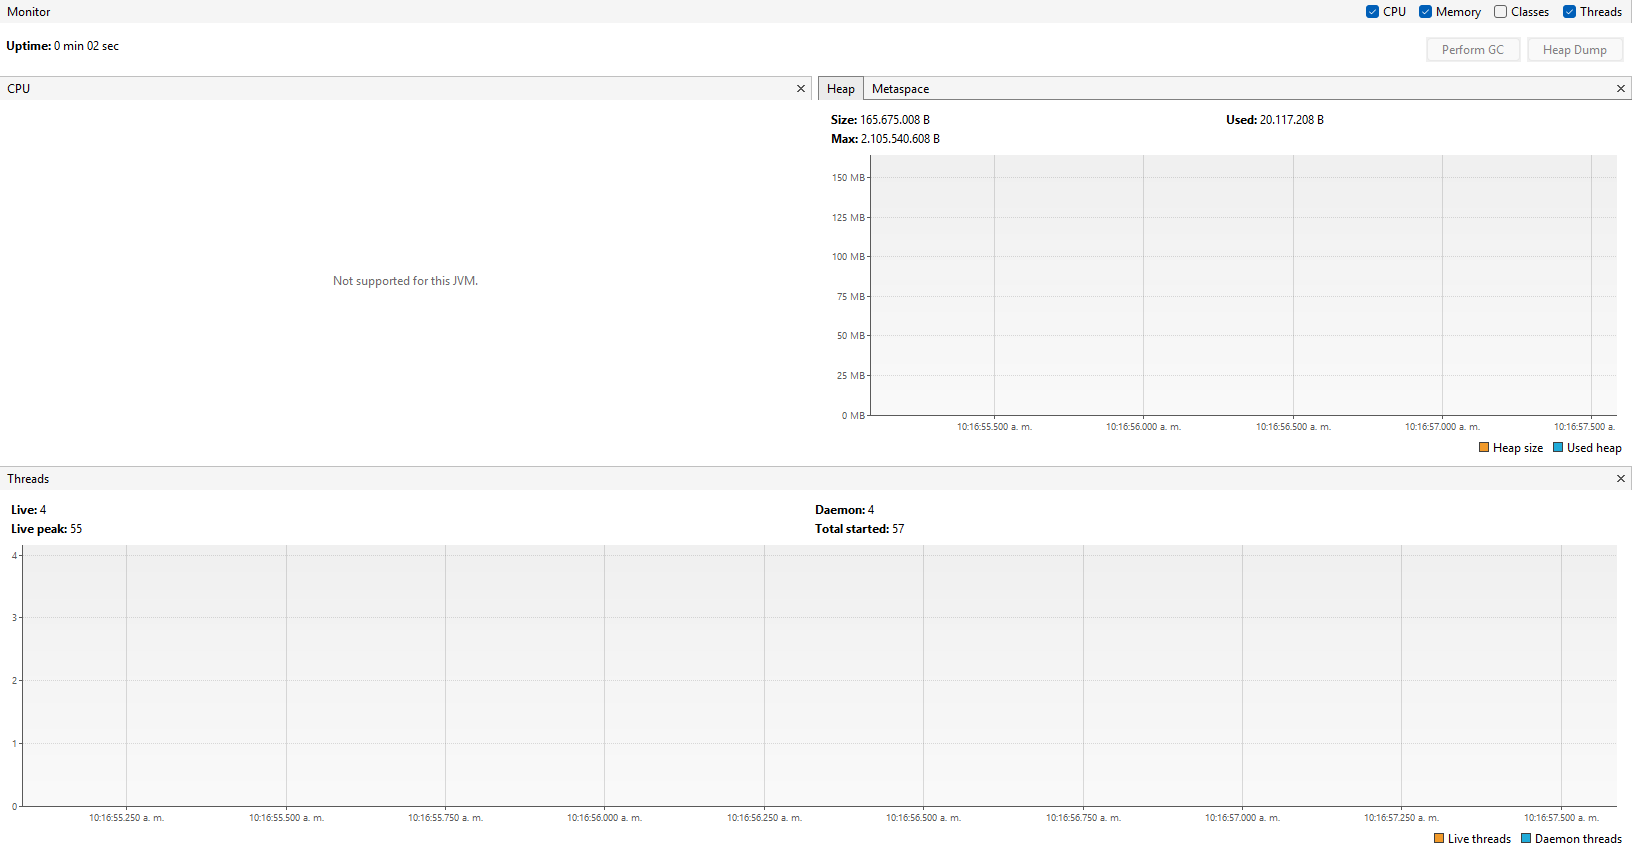 Monitor
CPU Memory Classes Threads
Uptime: 0 min 02 sec
Perform GC Heap Dump
CPU
Heap Metaspace
Size: 165.675.008 B Used: 20.117.208 B
Max: 2.105.540.608 B
Not supported for this JVM.
150 MB
125 MB
100 MB
75 MB
50 MB
25 MB
0 MB
10:16:55.500 a. m. 10:16:56.000 a. m. 10:16:56.500 a. m. 10:16:57.000 a. m. 10:16:57.500 a.
Heap size Used heap
Threads
Live: 4 Daemon: 4
Live peak: 55 Total started: 57
4
3
2
1
0
10:16:55.250 a. m. 10:16:55.500 a. m. 10:16:55.750 a. m. 10:16:56.000 a. m. 10:16:56.250 a. m. 10:16:56.500 a. m. 10:16:56.750 a. m. 10:16:57.000 a. m. 10:16:57.250 a. m. 10:16:57.500 a. m.
Live threads Daemon threads